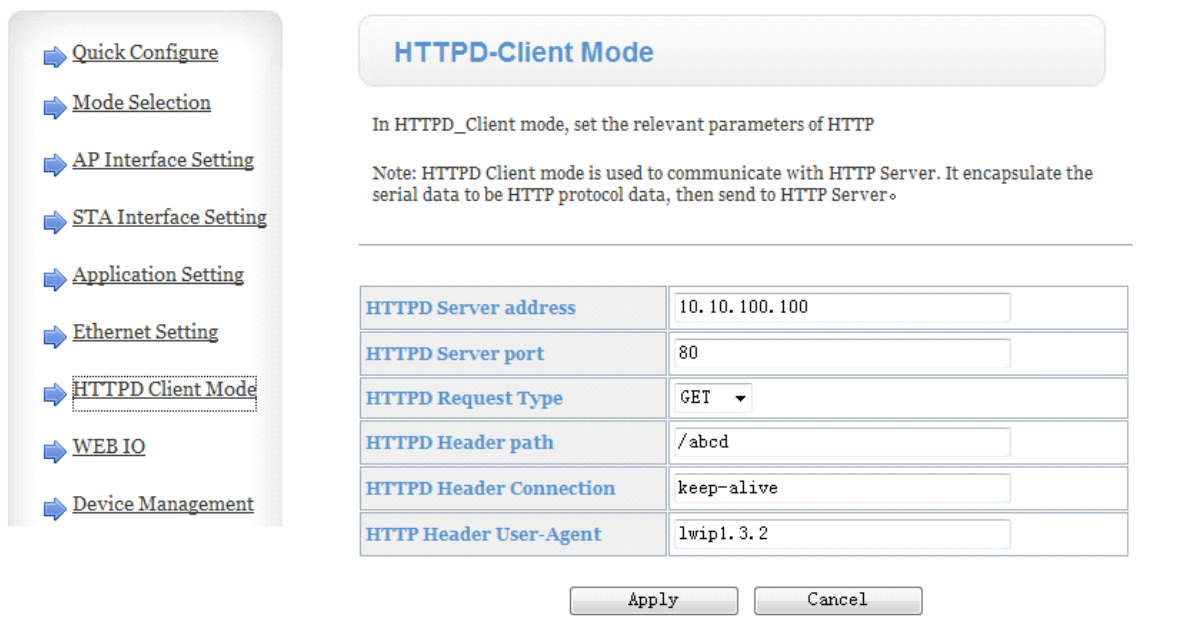 Quick Configure
Mode Selection
AP Interface Setting
STA Interface Setting
Application Setting
Ethernet Setting
HTTPD Client Mode
WEB IO
Device Management
HTTPD-Client Mode
In HTTPD_Client mode, set the relevant parameters of HTTP
Note: HTTPD Client mode is used to communicate with HTTP Server. It encapsulate the
serial data to be HTTP protocol data, then send to HTTP Server。
HTTPD Server address 10.10.100.100
HTTPD Server port 80
HTTPD Request Type GET
HTTPD Header path /abcd
HTTPD Header Connection keep-alive
HTTP Header User-Agent lwip1.3.2
Apply Cancel